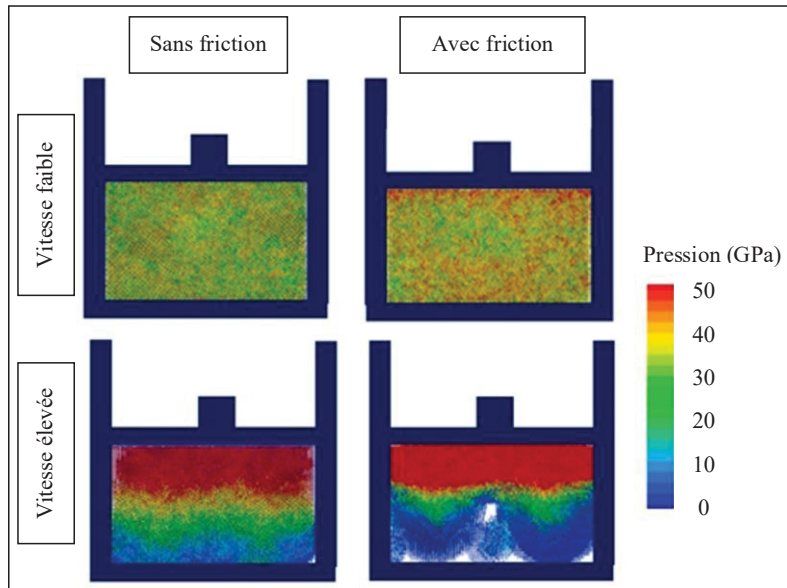 Sans friction
Avec friction
Vitesse faible
Vitesse élevée
Pression (GPa)
50
40
30
20
10
0